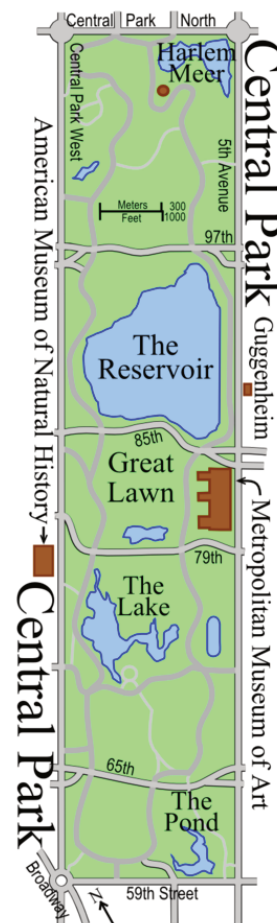 Central Park North
Harlem
Meer
Central Park
Central Park West
5th Avenue
American Museum of Natural History
Meters 300
Feet 1000
97th
Guggenheim
The
Reservoir
85th
Great
Lawn
Metropolitan Museum of Art
79th
The
Lake
Central Park
65th
The
Pond
59th Street
Broadway
N